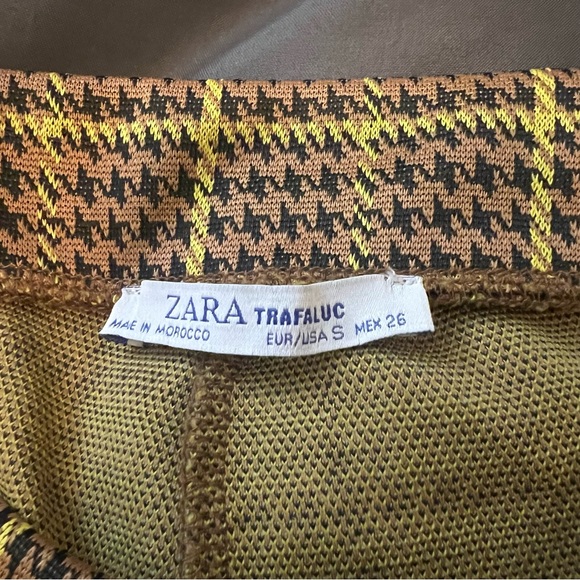 ZARA TRAFALUC
MADE IN MOROCCO EUR/USA S MEX 26